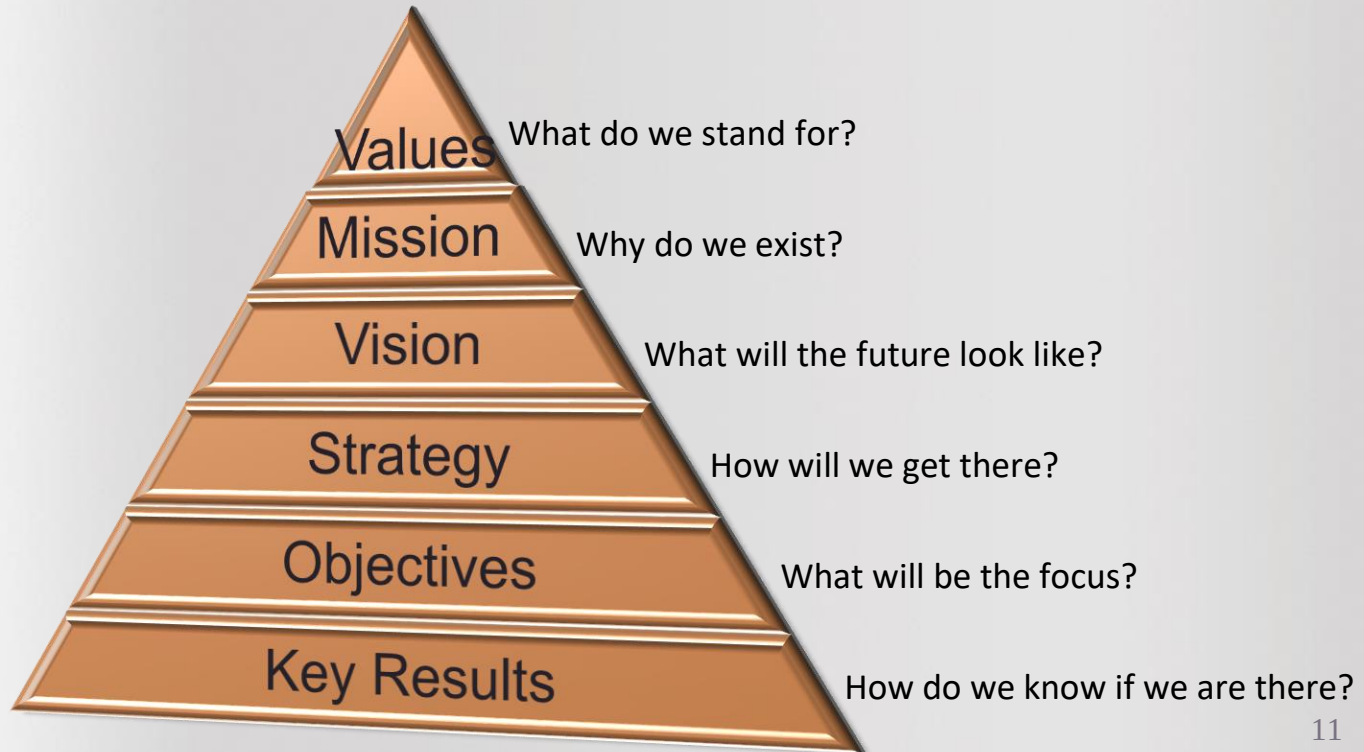 Values What do we stand for?
Mission Why do we exist?
Vision What will the future look like?
Strategy How will we get there?
Objectives What will be the focus?
Key Results How do we know if we are there?
11